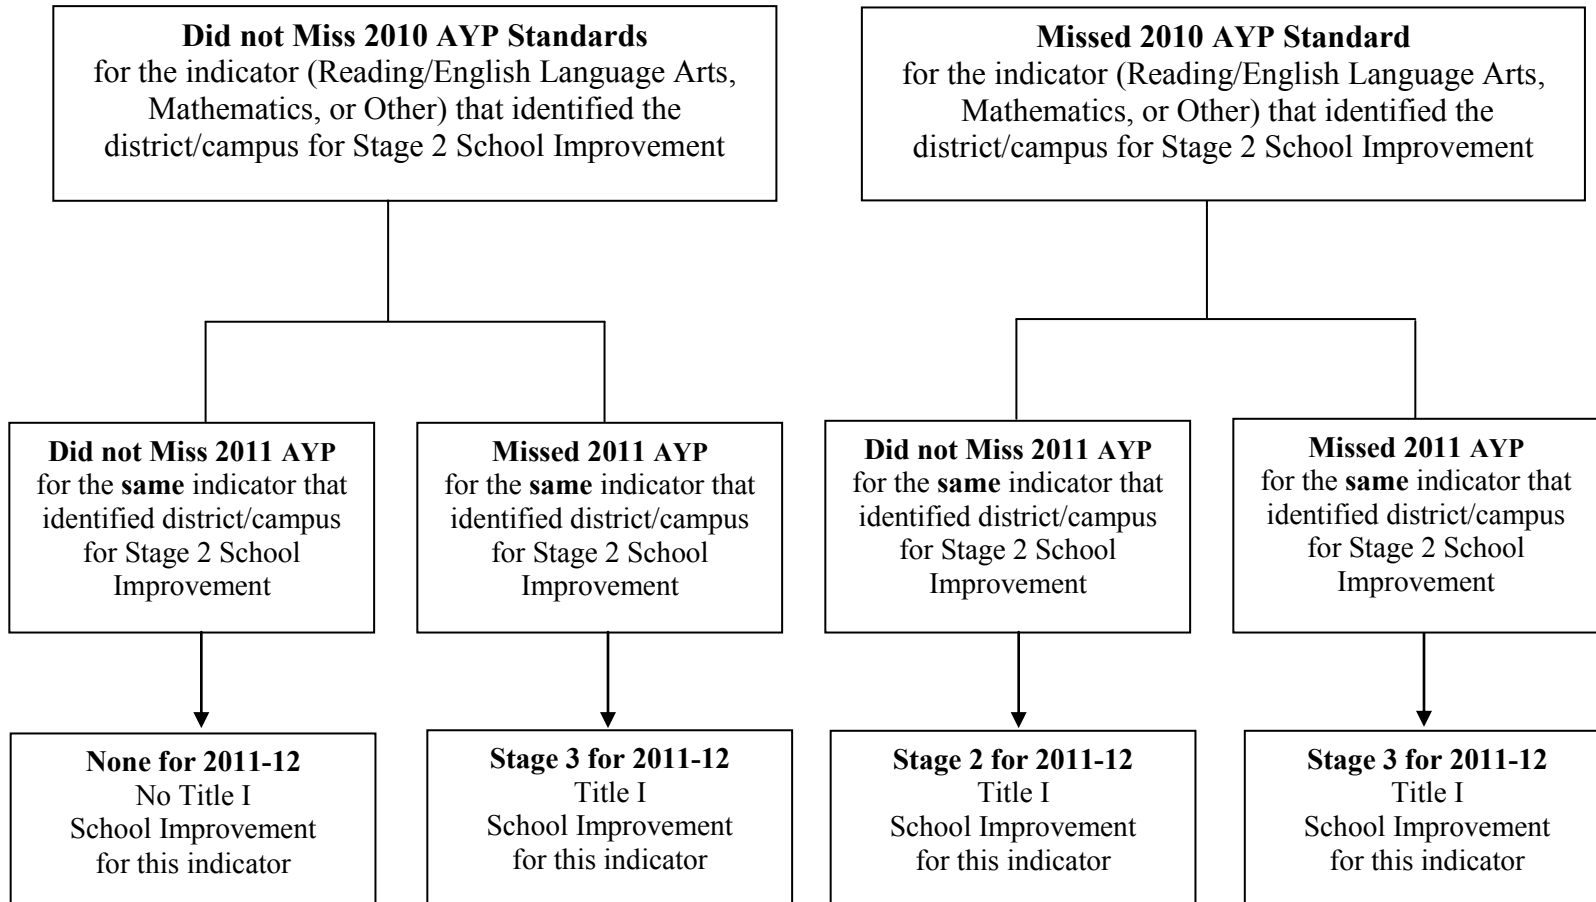 Did not Miss 2010 AYP Standards
for the indicator (Reading/English Language Arts,
Mathematics, or Other) that identified the
district/campus for Stage 2 School Improvement
Missed 2010 AYP Standard
for the indicator (Reading/English Language Arts,
Mathematics, or Other) that identified the
district/campus for Stage 2 School Improvement
Did not Miss 2011 AYP
for the same indicator that
identified district/campus
for Stage 2 School
Improvement
Missed 2011 AYP
for the same indicator that
identified district/campus
for Stage 2 School
Improvement
Did not Miss 2011 AYP
for the same indicator that
identified district/campus
for Stage 2 School
Improvement
Missed 2011 AYP
for the same indicator that
identified district/campus
for Stage 2 School
Improvement
None for 2011-12
No Title I
School Improvement
for this indicator
Stage 3 for 2011-12
Title I
School Improvement
for this indicator
Stage 2 for 2011-12
Title I
School Improvement
for this indicator
Stage 3 for 2011-12
Title I
School Improvement
for this indicator